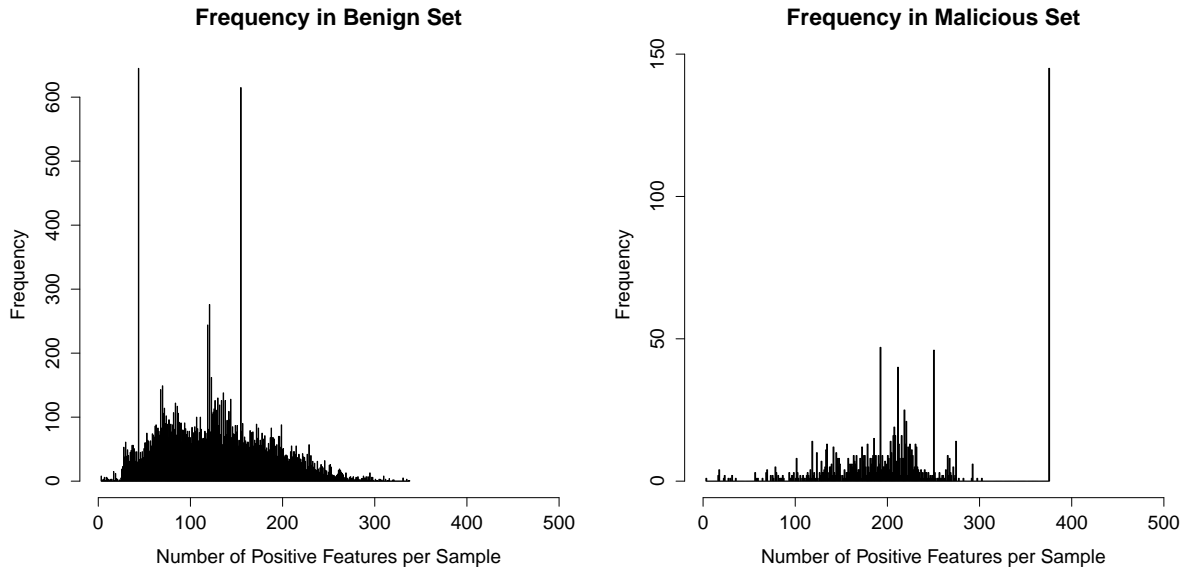 Frequency in Benign Set
Frequency
600
500
400
300
200
100
0
0 100 200 300 400 500
Number of Positive Features per Sample
Frequency in Malicious Set
Frequency
150
100
50
0
0 100 200 300 400 500
Number of Positive Features per Sample